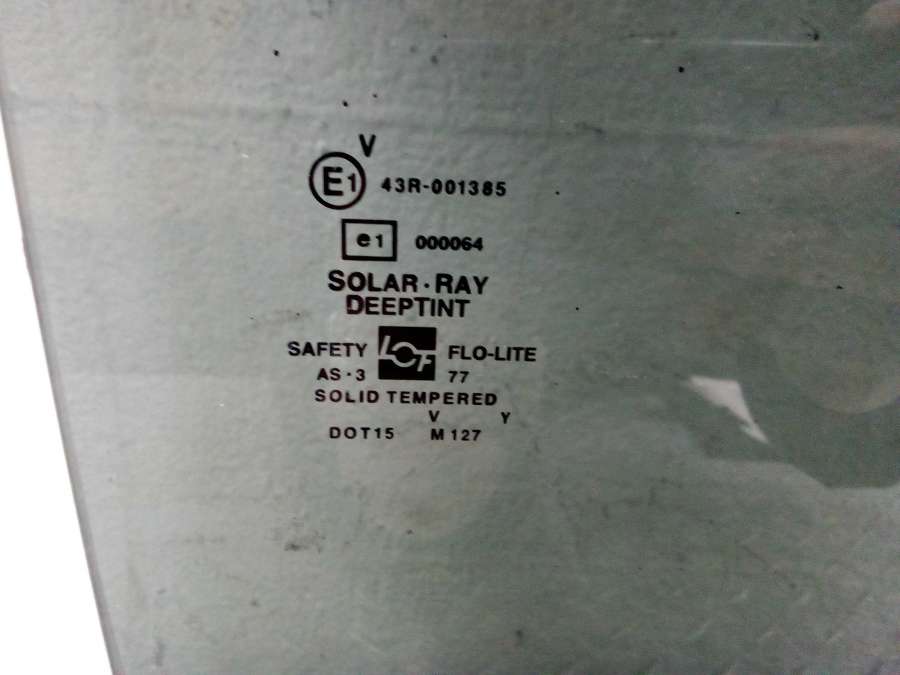 V
E1 43R-001385
e1 000064
SOLAR·RAY
DEEPTINT
SAFETY LOF FLO-LITE
AS·3 77
SOLID TEMPERED
V Y
DOT15 M127